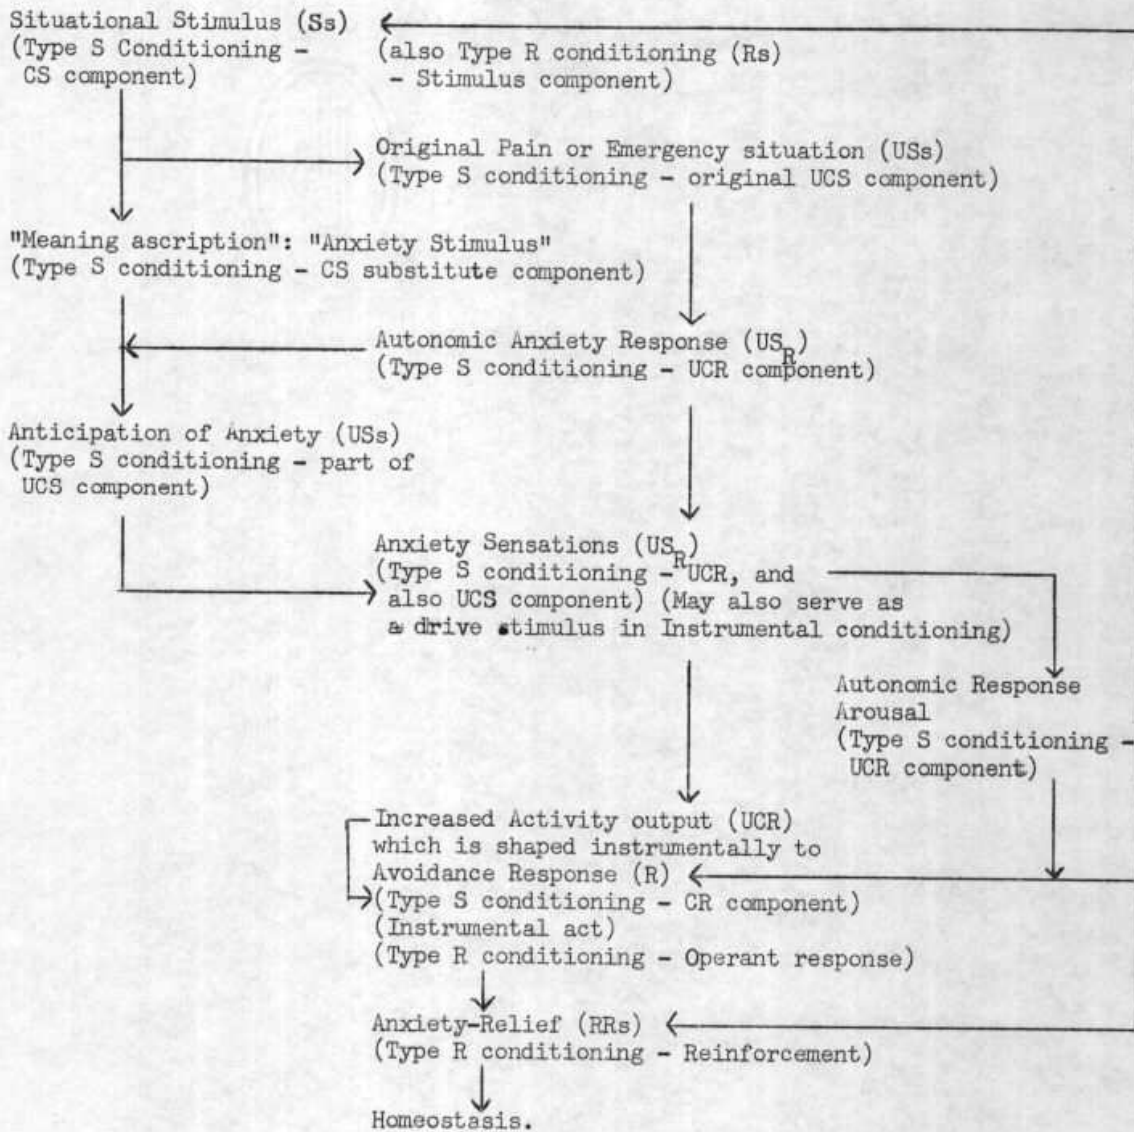 Situational Stimulus (Ss)
(Type S Conditioning -
CS component)
(also Type R conditioning (Rs)
- Stimulus component)
Original Pain or Emergency situation (USs)
(Type S conditioning - original UCS component)
"Meaning ascription": "Anxiety Stimulus"
(Type S conditioning - CS substitute component)
Autonomic Anxiety Response (US_R)
(Type S conditioning - UCR component)
Anticipation of Anxiety (USs)
(Type S conditioning - part of
UCS component)
Anxiety Sensations (US_R)
(Type S conditioning - UCR, and
also UCS component) (May also serve as
a drive stimulus in Instrumental conditioning)
Autonomic Response
Arousal
(Type S conditioning -
UCR component)
Increased Activity output (UCR)
which is shaped instrumentally to
Avoidance Response (R)
(Type S conditioning - CR component)
(Instrumental act)
(Type R conditioning - Operant response)
Anxiety-Relief (RRs)
(Type R conditioning - Reinforcement)
Homeostasis.